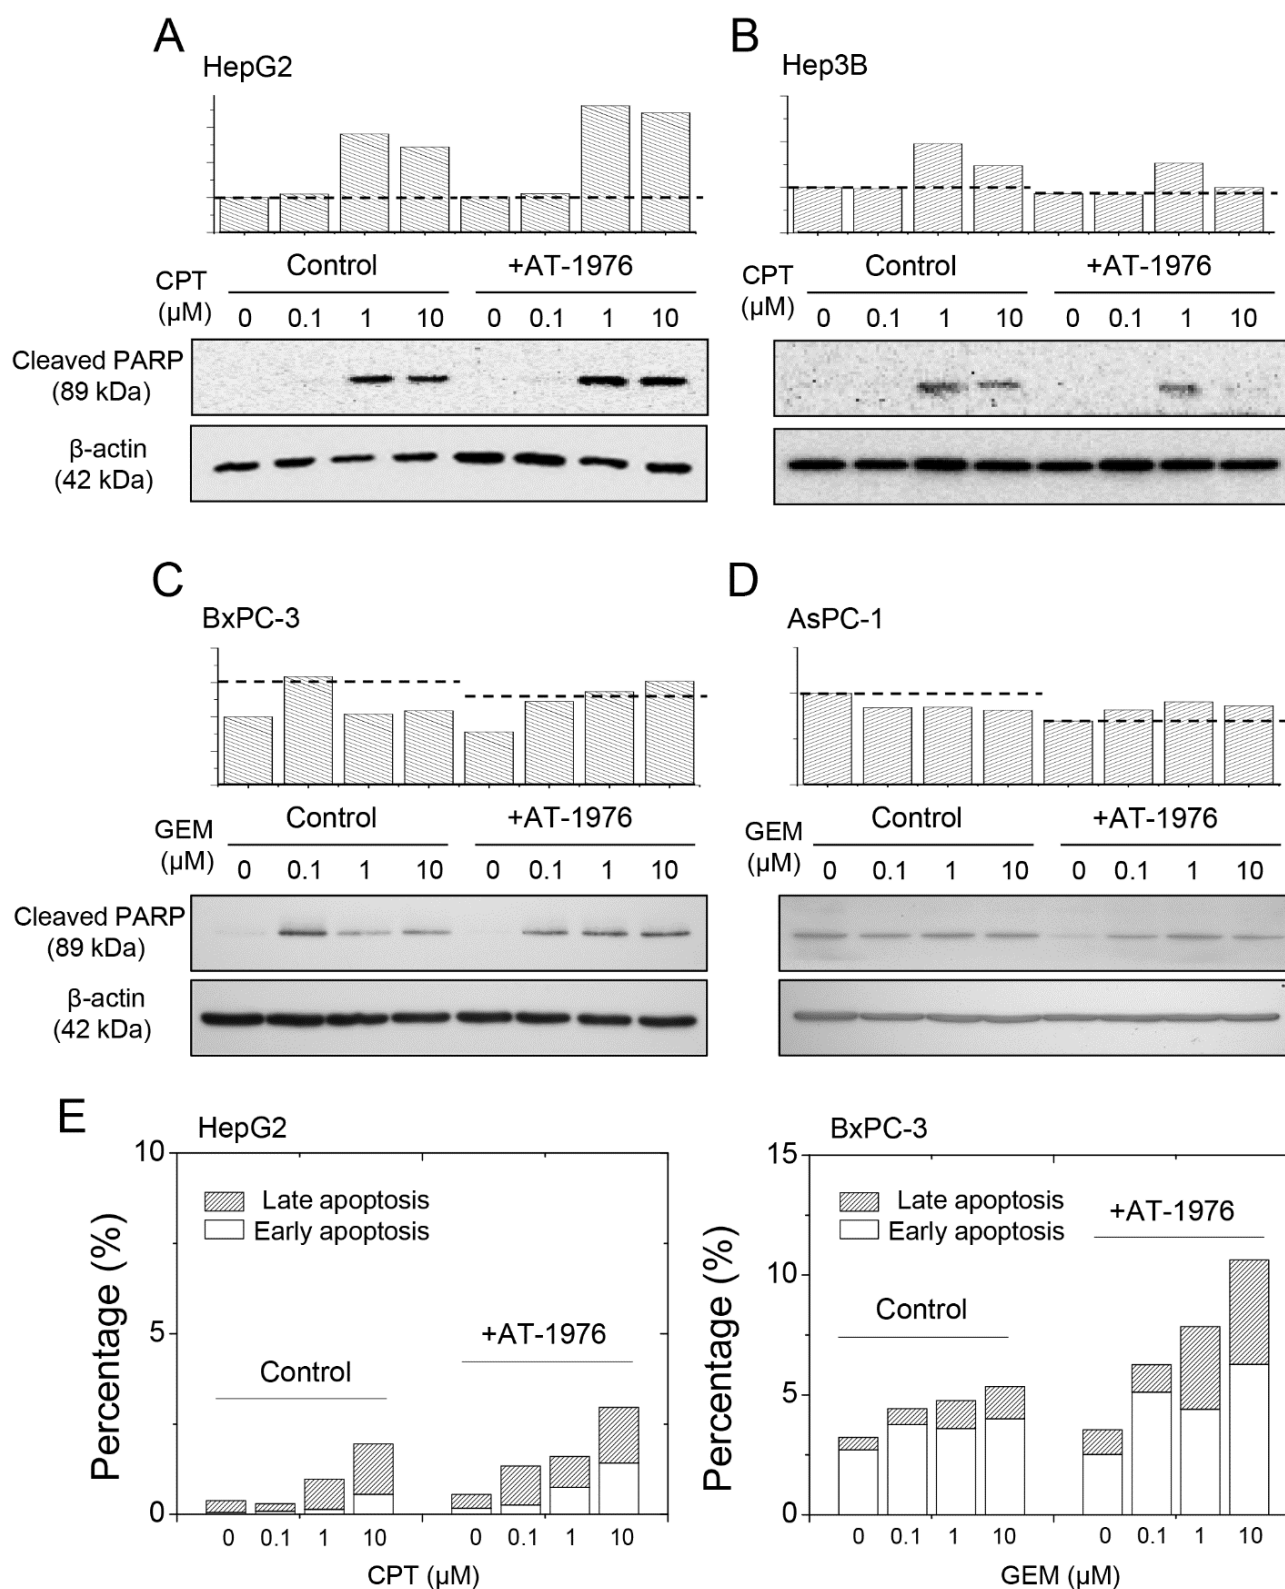 A
B
HepG2
Hep3B
Control
+AT-1976
Control
+AT-1976
CPT
(µM)
0 0.1 1 10 0 0.1 1 10
0 0.1 1 10 0 0.1 1 10
Cleaved PARP
(89 kDa)
β-actin
(42 kDa)
C
D
BxPC-3
AsPC-1
GEM
(µM)
Control
+AT-1976
GEM
(µM)
Control
+AT-1976
0 0.1 1 10 0 0.1 1 10
0 0.1 1 10 0 0.1 1 10
Cleaved PARP
(89 kDa)
β-actin
(42 kDa)
E
HepG2
10
5
0
Percentage (%)
Late apoptosis
Early apoptosis
Control
+AT-1976
0 0.1 1 10 0 0.1 1 10
CPT (µM)
BxPC-3
15
10
5
0
Percentage (%)
Late apoptosis
Early apoptosis
Control
+AT-1976
0 0.1 1 10 0 0.1 1 10
GEM (µM)